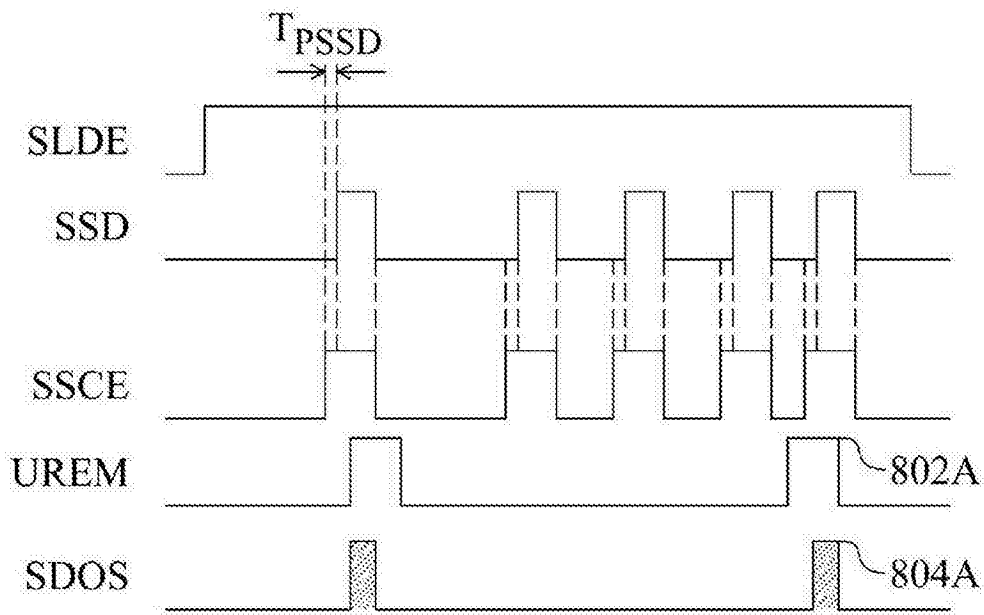 TPSSD
SLDE
SSD
SSCE
UREM
802A
SDOS
804A